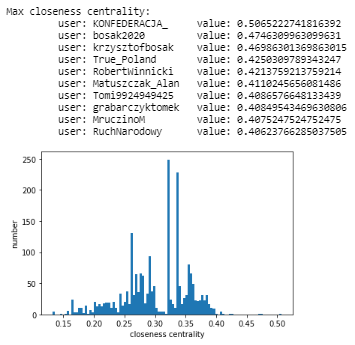 Max closeness centrality:
user: KONFEDERACJA_ value: 0.5065222741816392
user: bosak2020 value: 0.474630996309963​1
user: krzysztofbosak value: 0.46986301369863015
user: True_Poland value: 0.4250309789343247
user: RobertWinnicki value: 0.4213759213759214
user: Matuszczak_Alan value: 0.411024565608148​6
user: Tomi9924949425 value: 0.4086576648133439
user: grabarczyktomek value: 0.40849543469630806
user: MruczinoM value: 0.4075247524752475
user: RuchNarodowy value: 0.40623766285037505
250
200
150
100
50
0
number
0.15 0.20 0.25 0.30 0.35 0.40 0.45 0.50
closeness centrality